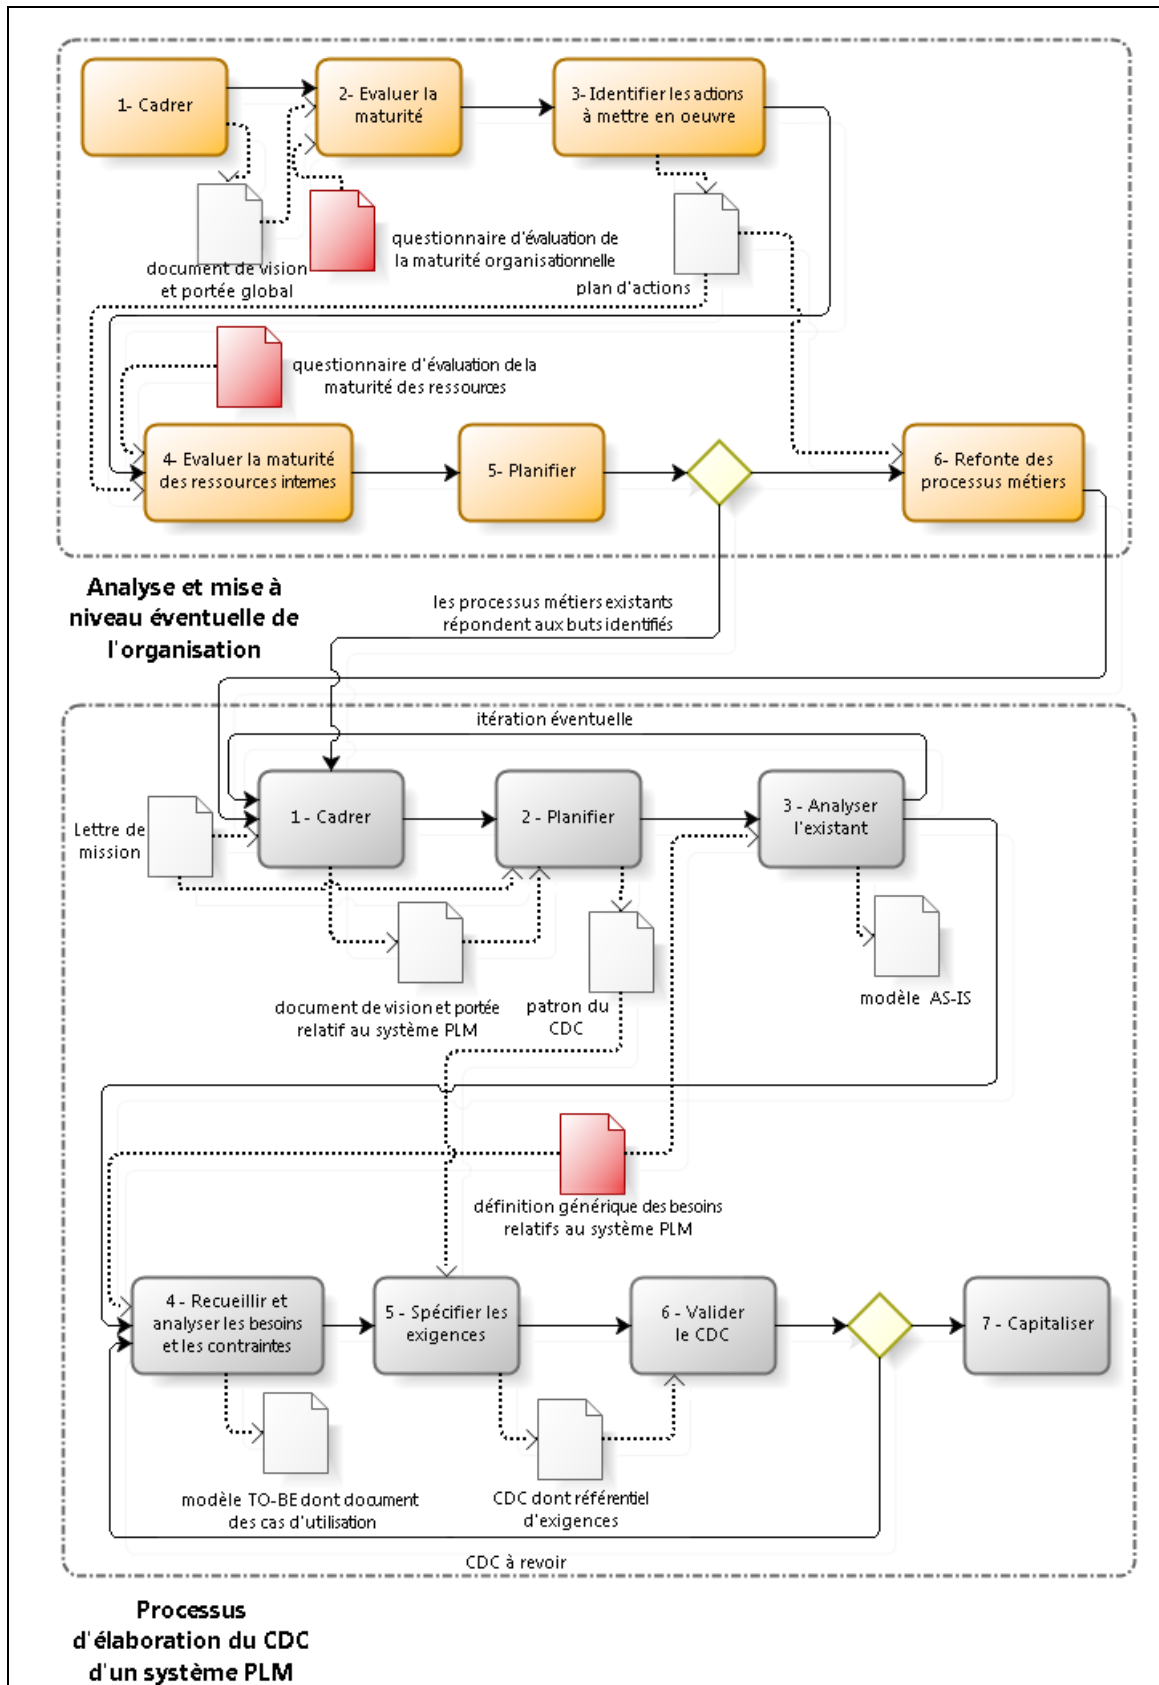 1- Cadrer
2- Evaluer la
maturité
3- Identifier les actions
à mettre en oeuvre
document de vision
et portée global
questionnaire d'évaluation de
la maturité organisationnelle
plan d'actions
questionnaire d'évaluation de la
maturité des ressources
4- Evaluer la maturité
des ressources internes
5- Planifier
6- Refonte des
processus métiers
Analyse et mise à
niveau éventuelle de
l'organisation
les processus métiers existants
répondent aux buts identifiés
itération éventuelle
Lettre de
mission
1 - Cadrer
2 - Planifier
3 - Analyser
l'existant
document de vision et portée
relatif au système PLM
patron du
CDC
modèle AS-IS
définition générique des besoins
relatifs au système PLM
4 - Recueillir et
analyser les besoins
et les contraintes
5 - Spécifier les
exigences
6 - Valider
le CDC
7 - Capitaliser
modèle TO-BE dont document
des cas d'utilisation
CDC dont référentiel
d'exigences
CDC à revoir
Processus
d'élaboration du CDC
d'un système PLM